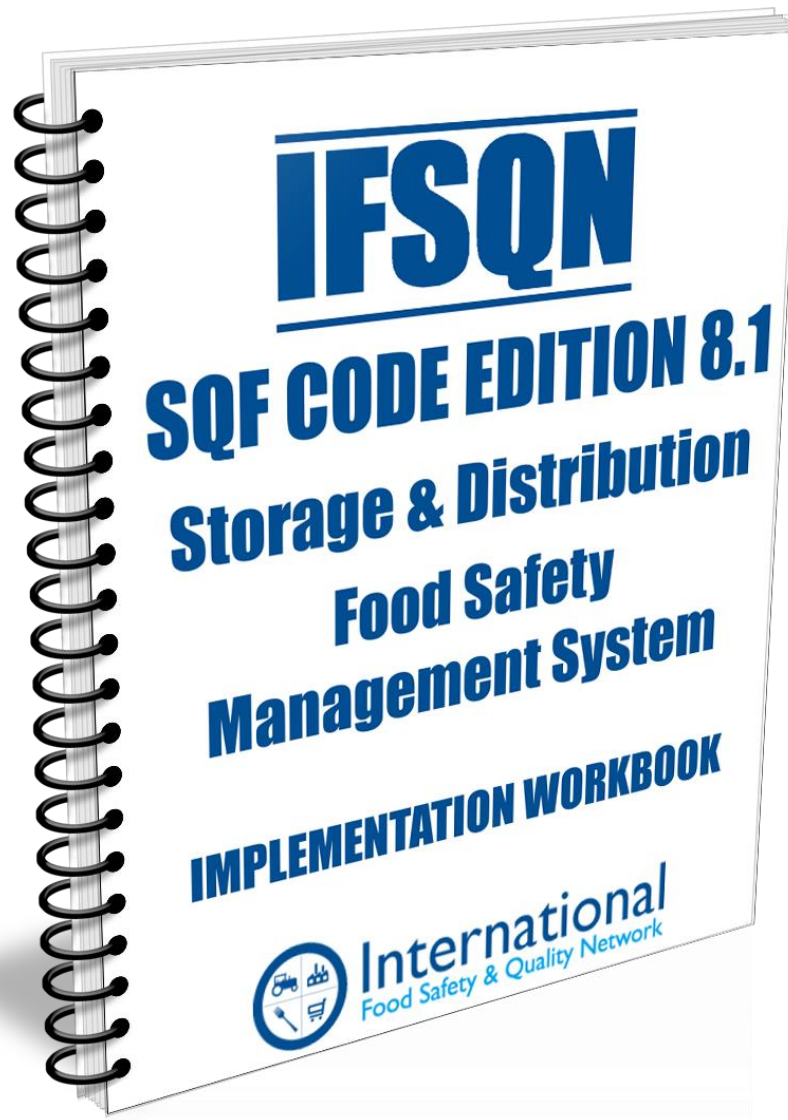 IFSQN
SQF CODE EDITION 8.1
Storage & Distribution
Food Safety
Management System
IMPLEMENTATION WORKBOOK
International
Food Safety & Quality Network